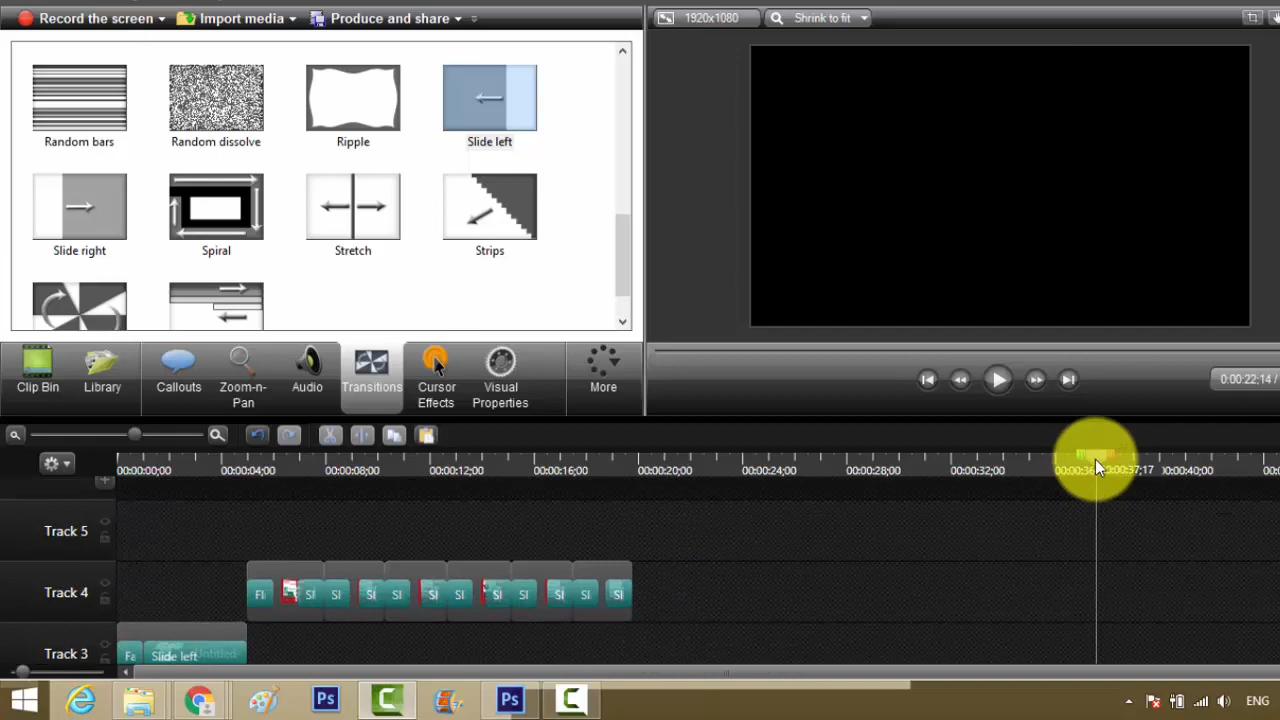 Record the screen
Import media
Produce and share
1920x1080
Shrink to fit
Random bars
Random dissolve
Ripple
Slide left
Slide right
Spiral
Stretch
Strips
Clip Bin
Library
Callouts
Zoom-n-
Pan
Audio
Transitions
Cursor
Effects
Visual
Properties
More
0:00:22;14 /
00:00:00;00
00:00:04;00
00:00:08;00
00:00:12;00
00:00:16;00
00:00:20;00
00:00:24;00
00:00:28;00
00:00:32;00
00:00:37;17
Track 5
Track 4
Fl
Sl
Sl
Sl
Sl
Sl
Sl
Sl
Sl
Sl
Sl
Sl
Track 3
Fa
Slide left
Untitled
Ps
Ps
ENG